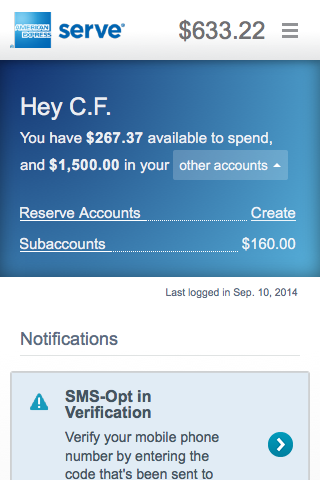 AMERICAN EXPRESS
serve® $633.22
Hey C.F.
You have $267.37 available to spend,
and $1,500.00 in your other accounts
Reserve Accounts Create
Subaccounts $160.00
Last logged in Sep. 10, 2014
Notifications
SMS-Opt in
Verification
Verify your mobile phone
number by entering the
code that's been sent to